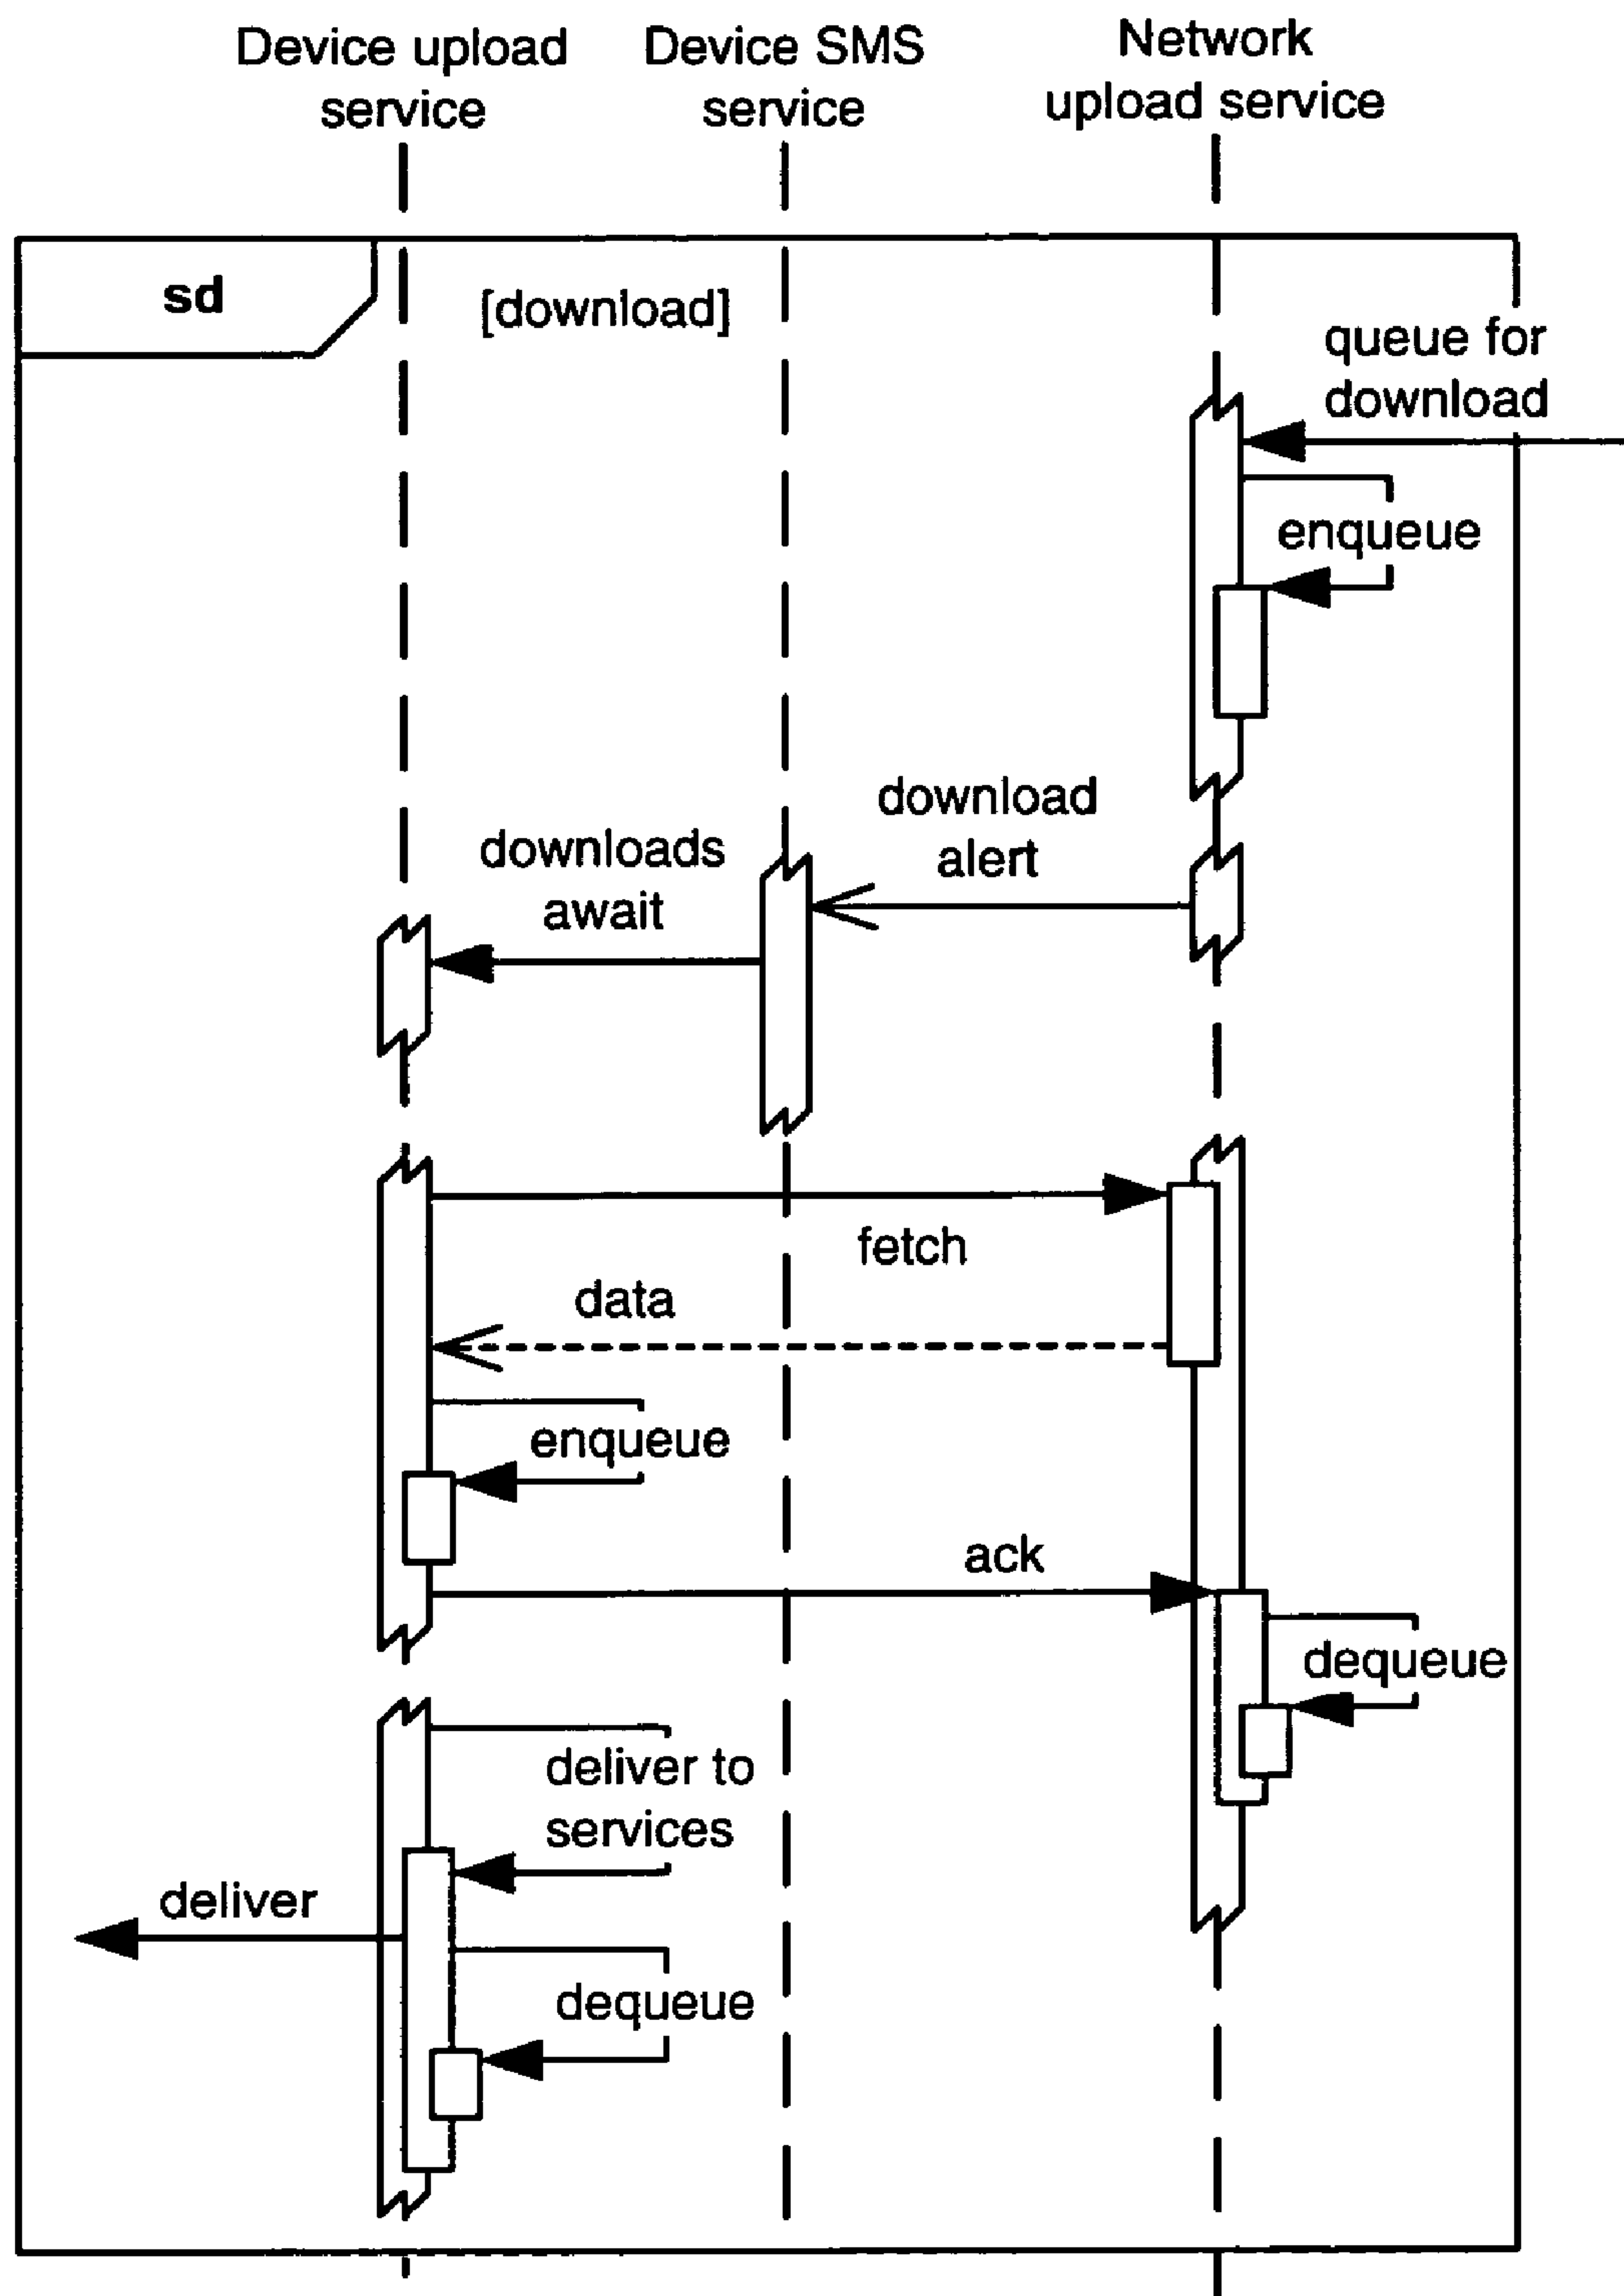 Device upload
service
Device SMS
service
Network
upload service
sd
[download]
queue for
download
enqueue
download
alert
downloads
await
fetch
data
enqueue
ack
dequeue
deliver to
services
deliver
dequeue